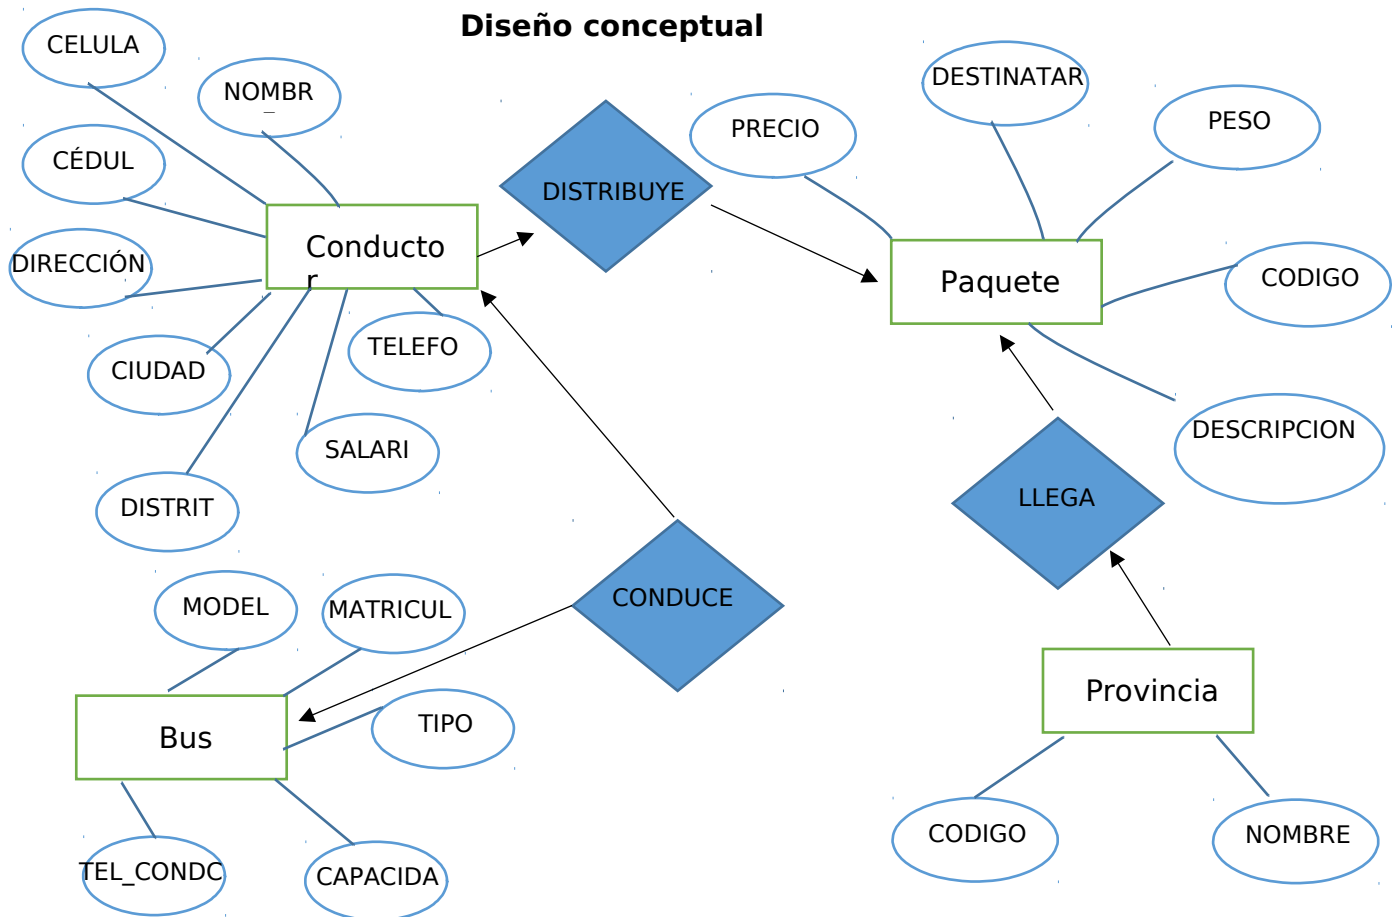 Diseño conceptual
CELULA
NOMBR
CÉDUL
DIRECCIÓN
CIUDAD
DISTRIT
SALARI
TELEFO
Conducto
r
DISTRIBUYE
PRECIO
DESTINATAR
PESO
CODIGO
DESCRIPCION
Paquete
LLEGA
CONDUCE
MODEL
MATRICUL
TIPO
Bus
TEL_CONDC
CAPACIDA
Provincia
CODIGO
NOMBRE